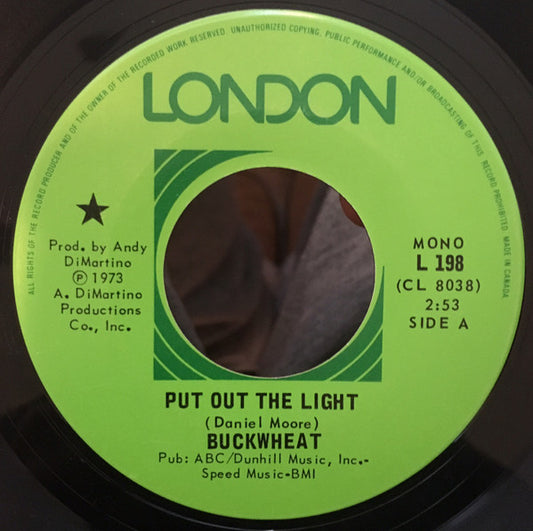 ALL RIGHTS OF THE RECORD PRODUCER AND OF THE OWNER OF THE RECORDED WORK RESERVED. UNAUTHORIZED COPYING, PUBLIC PERFORMANCE AND/OR BROADCASTING OF THIS RECORD PROHIBITED. MADE IN CANADA.
LONDON
Prod. by Andy
DiMartino
Ⓟ 1973
A. DiMartino
Productions
Co., Inc.
MONO
L 198
(CL 8038)
2:53
SIDE A
PUT OUT THE LIGHT
(Daniel Moore)
BUCKWHEAT
Pub: ABC/Dunhill Music, Inc.-
Speed Music-BMI